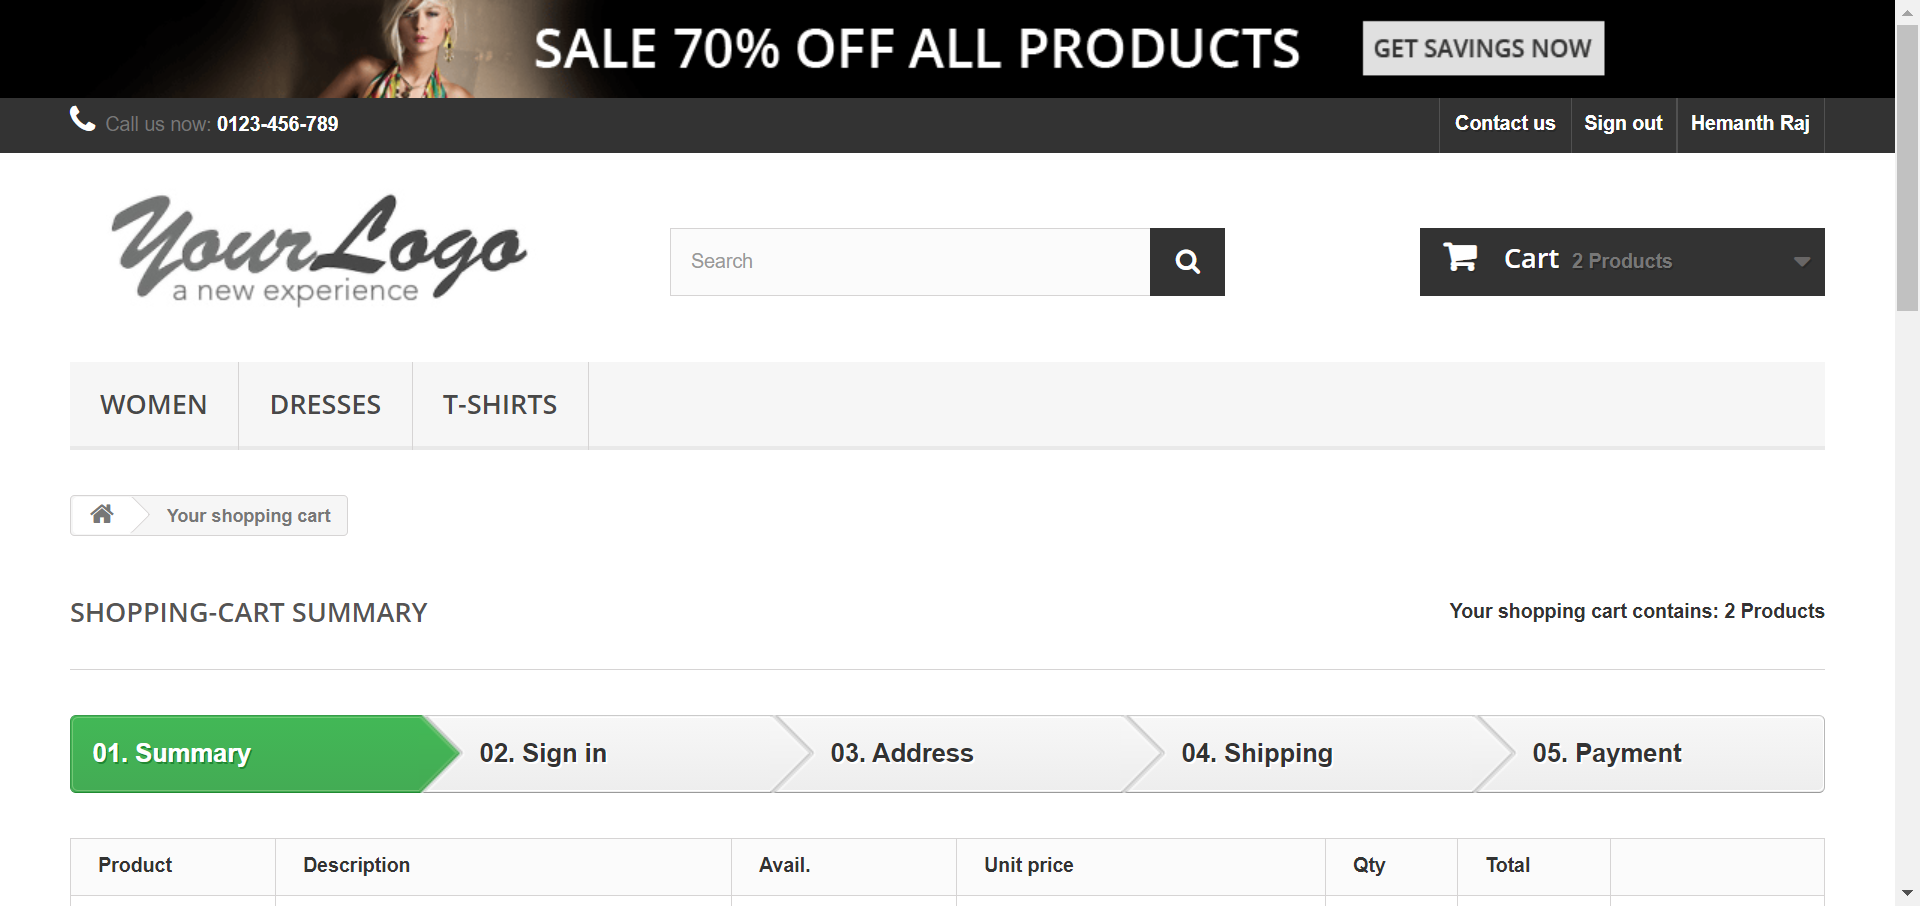 SALE 70% OFF ALL PRODUCTS GET SAVINGS NOW
Call us now: 0123-456-789 Contact us Sign out Hemanth Raj
YourLogo
a new experience
Search
Cart 2 Products
WOMEN DRESSES T-SHIRTS
Your shopping cart
SHOPPING-CART SUMMARY Your shopping cart contains: 2 Products
01. Summary 02. Sign in 03. Address 04. Shipping 05. Payment
Product Description Avail. Unit price Qty Total